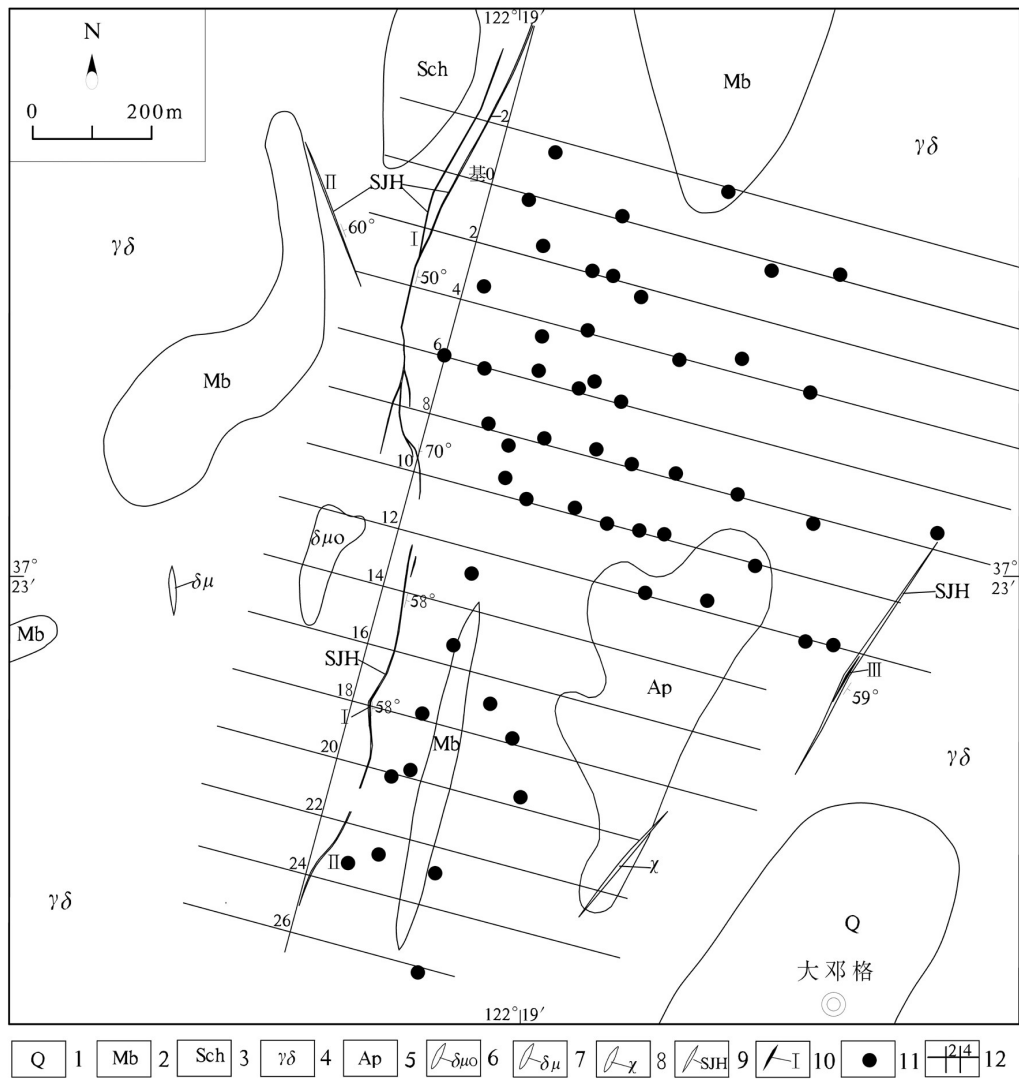 122°19′
N
0 200m
Sch
Mb
γδ
2
基0
Ⅱ
SJH
60°
γδ
Ⅰ
2
50°
4
6
Mb
8
70°
10
12
δμο
14
37°
23′
37°
23′
δμ
58°
SJH
16
Mb
SJH
Ap
Ⅲ
59°
18
Ⅰ
58°
Mb
20
γδ
22
Ⅱ
24
χ
γδ
26
Q
大邓格
122°19′
Q 1 Mb 2 Sch 3 γδ 4 Ap 5 δμο 6 δμ 7 χ 8 SJH 9 Ⅰ 10 11 2 4 12